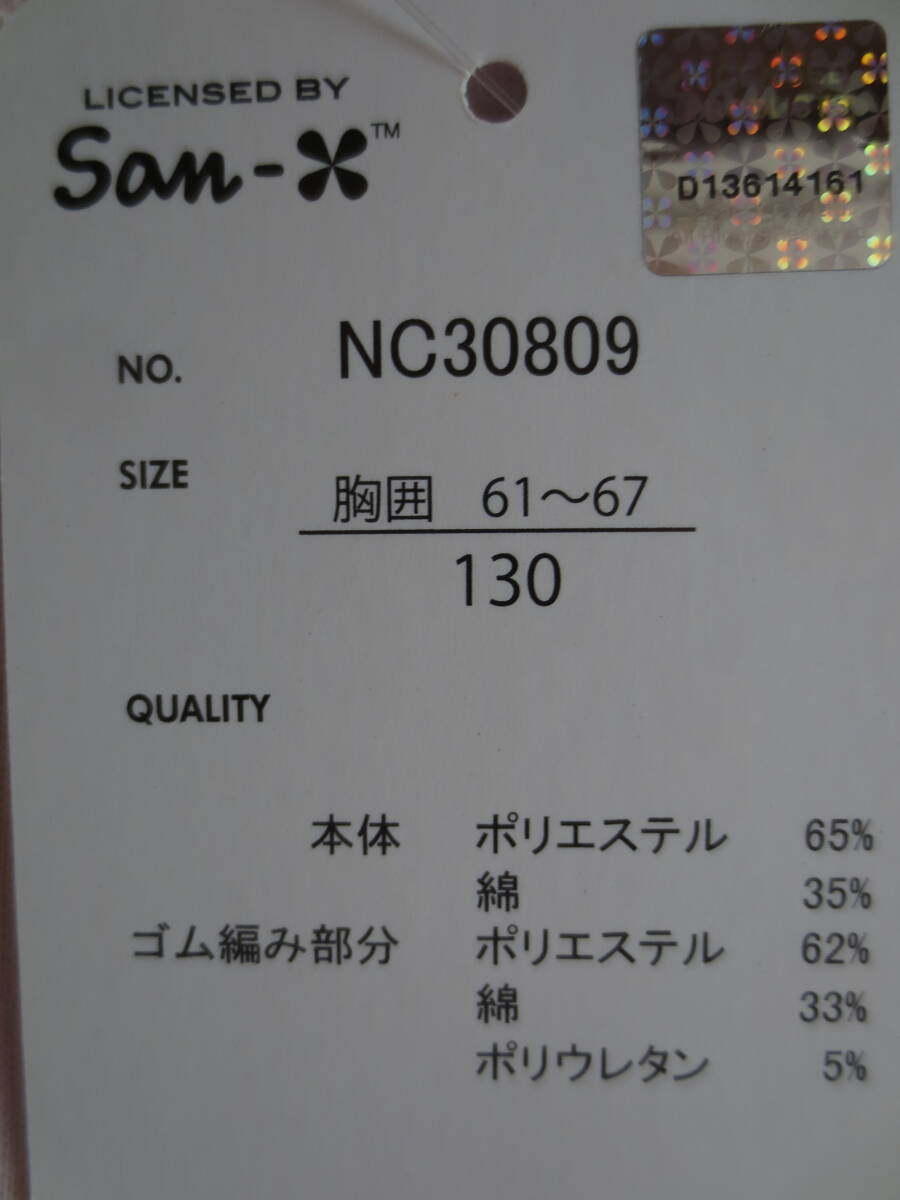 LICENSED BY
San-X™
D13614161
NO. NC30809
SIZE 胸囲 61～67
130
QUALITY
本体 ポリエステル 65%
綿 35%
ゴム編み部分 ポリエステル 62%
綿 33%
ポリウレタン 5%